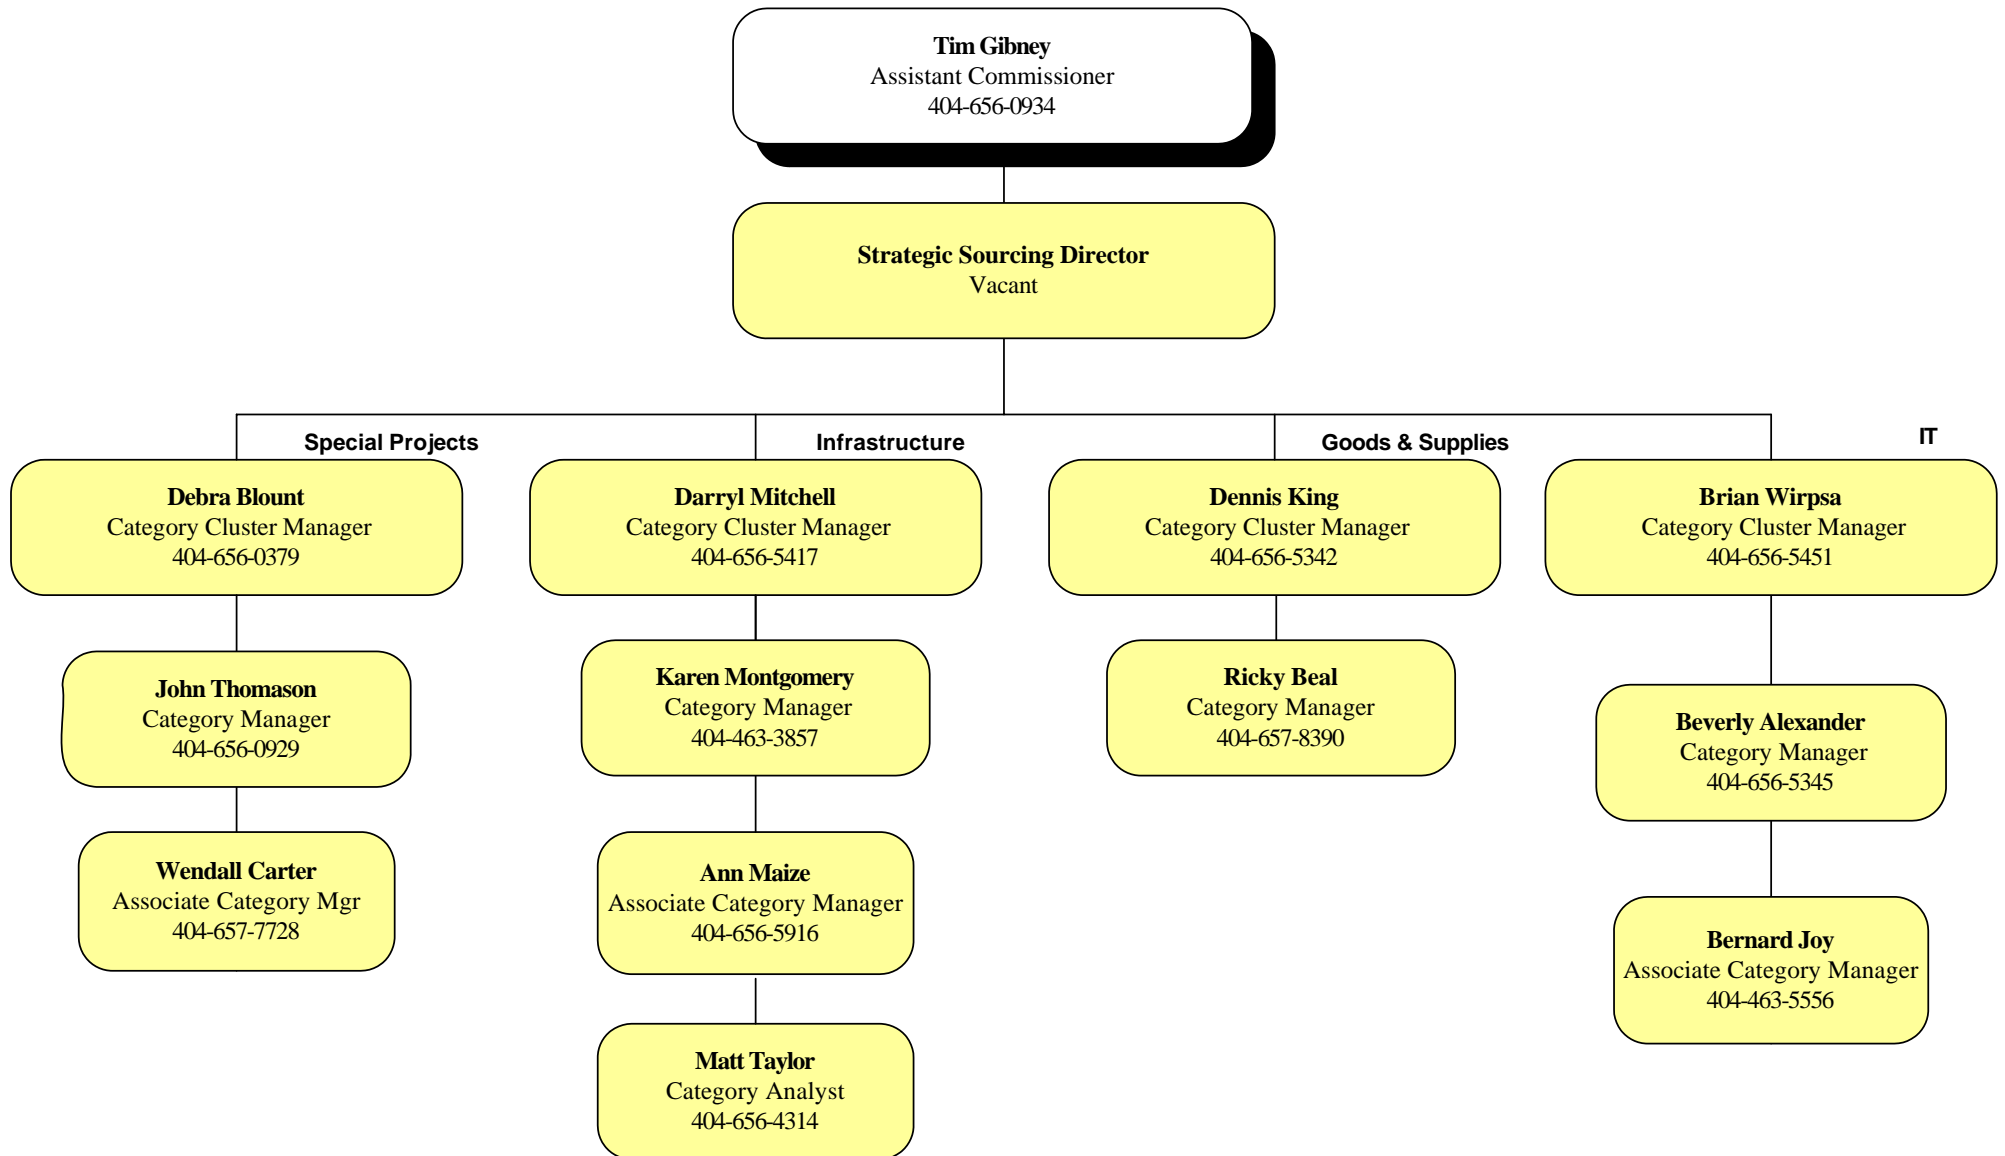 Tim Gibney
Assistant Commissioner
404-656-0934
Strategic Sourcing Director
Vacant
Special Projects
Debra Blount
Category Cluster Manager
404-656-0379
John Thomason
Category Manager
404-656-0929
Wendall Carter
Associate Category Mgr
404-657-7728
Infrastructure
Darryl Mitchell
Category Cluster Manager
404-656-5417
Karen Montgomery
Category Manager
404-463-3857
Ann Maize
Associate Category Manager
404-656-5916
Matt Taylor
Category Analyst
404-656-4314
Goods & Supplies
Dennis King
Category Cluster Manager
404-656-5342
Ricky Beal
Category Manager
404-657-8390
IT
Brian Wirpsa
Category Cluster Manager
404-656-5451
Beverly Alexander
Category Manager
404-656-5345
Bernard Joy
Associate Category Manager
404-463-5556